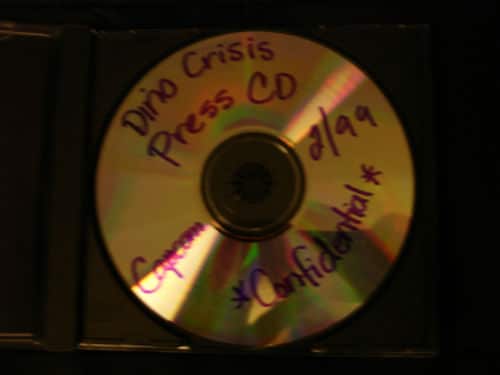 Dino Crisis
Press CD
2/99
Capcom
*Confidential*